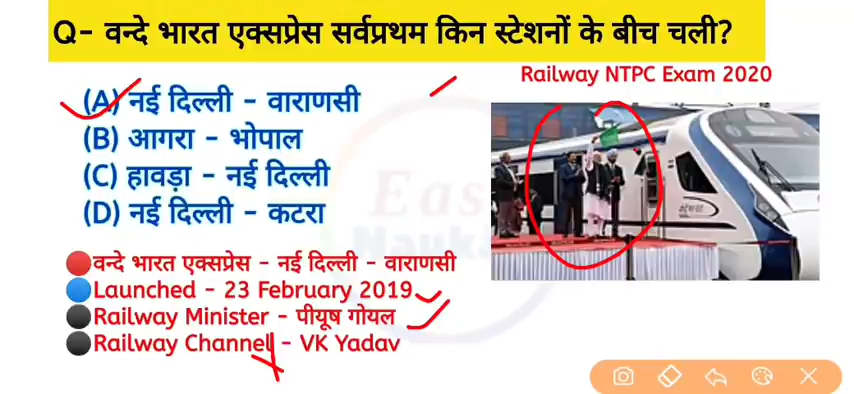 Q- वन्दे भारत एक्सप्रेस सर्वप्रथम किन स्टेशनों के बीच चली?
Railway NTPC Exam 2020
(A) नई दिल्ली - वाराणसी
(B) आगरा - भोपाल
(C) हावड़ा - नई दिल्ली
(D) नई दिल्ली - कटरा
वन्दे भारत एक्सप्रेस - नई दिल्ली - वाराणसी
Launched - 23 February 2019
Railway Minister - पीयूष गोयल
Railway Channel - VK Yadav